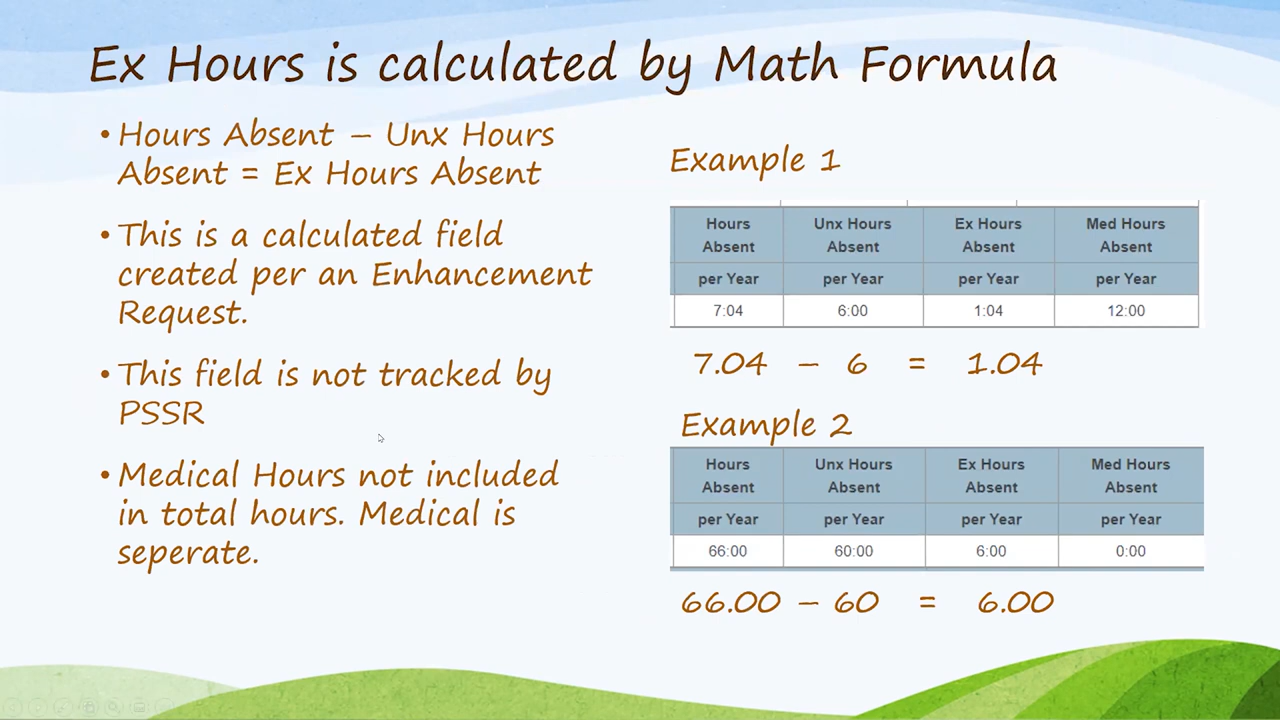 Ex Hours is calculated by Math Formula
• Hours Absent – Unx Hours
Absent = Ex Hours Absent
• This is a calculated field
created per an Enhancement
Request.
• This field is not tracked by
PSSR
• Medical Hours not included
in total hours. Medical is
seperate.
Example 1
Hours Unx Hours Ex Hours Med Hours
Absent Absent Absent Absent
per Year per Year per Year per Year
7:04 6:00 1:04 12:00
7.04 – 6 = 1.04
Example 2
Hours Unx Hours Ex Hours Med Hours
Absent Absent Absent Absent
per Year per Year per Year per Year
66:00 60:00 6:00 0:00
66.00 – 60 = 6.00